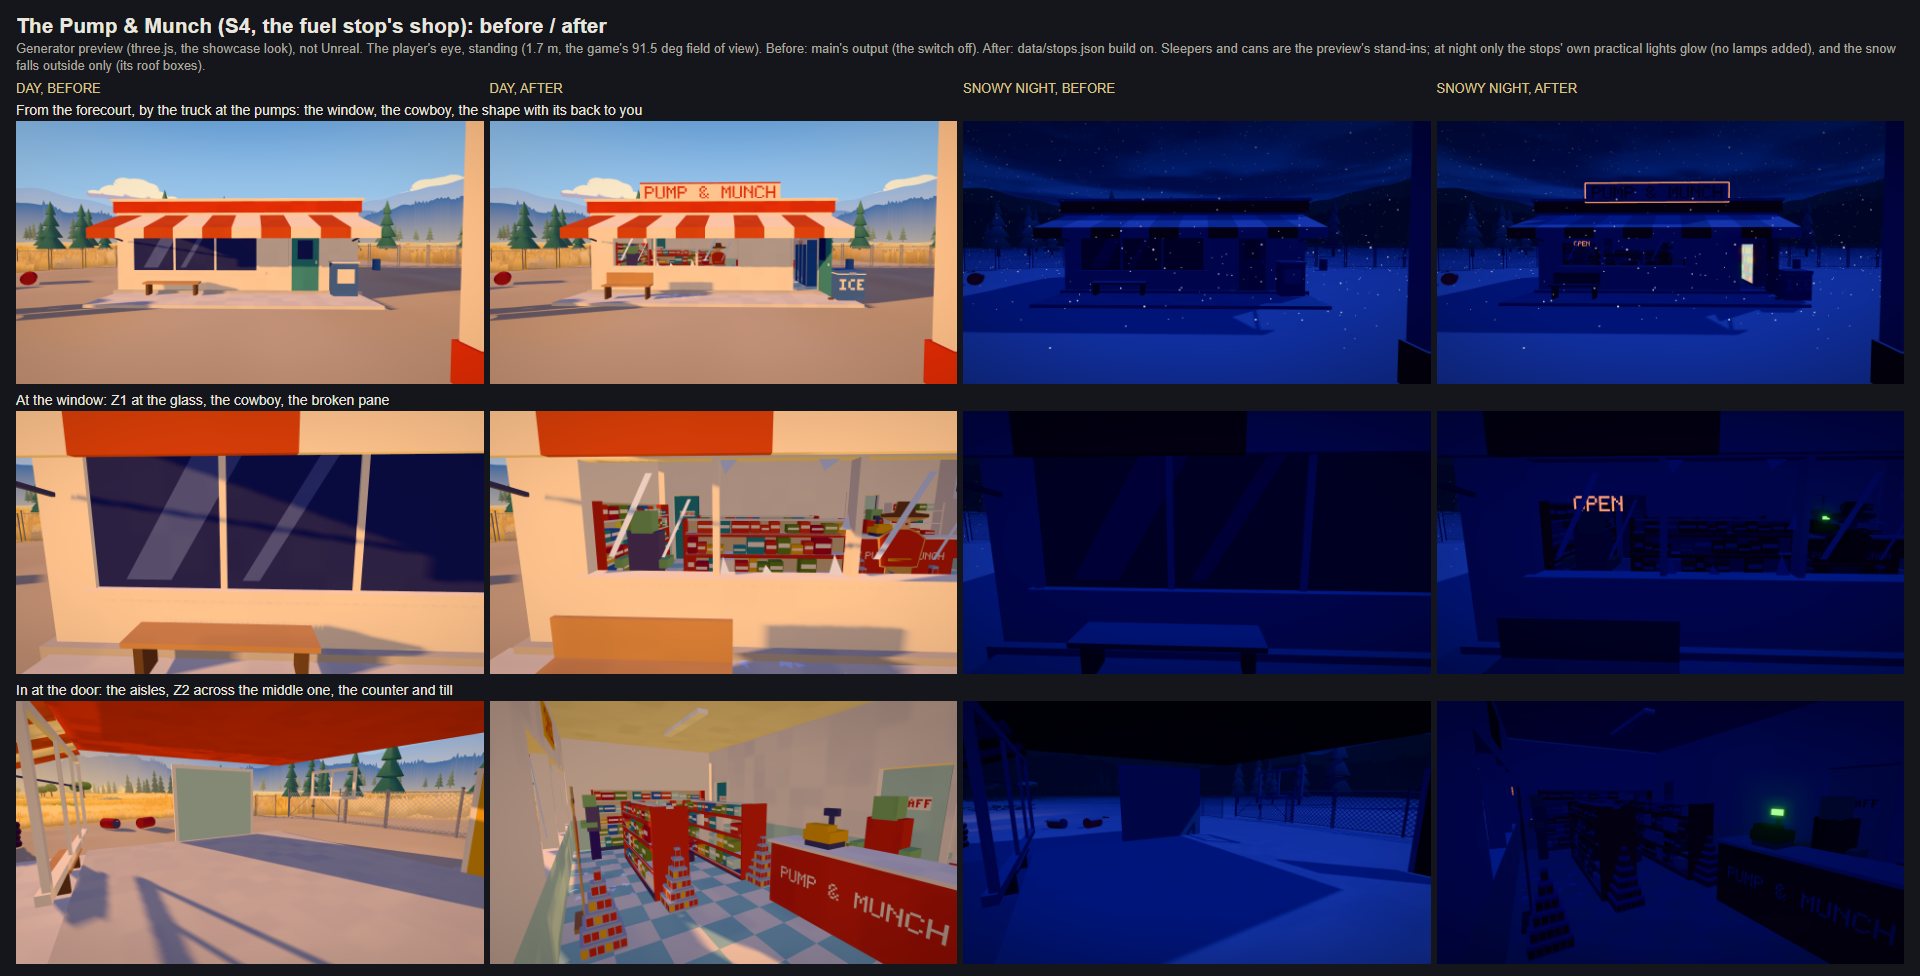 The Pump & Munch (S4, the fuel stop's shop): before / after
Generator preview (three.js, the showcase look), not Unreal. The player's eye, standing (1.7 m, the game's 91.5 deg field of view). Before: main's output (the switch off). After: data/stops.json build on. Sleepers and cans are the preview's stand-ins; at night only the stops' own practical lights glow (no lamps added), and the snow
falls outside only (its roof boxes).
DAY, BEFORE
DAY, AFTER
SNOWY NIGHT, BEFORE
SNOWY NIGHT, AFTER
From the forecourt, by the truck at the pumps: the window, the cowboy, the shape with its back to you
PUMP & MUNCH
ICE
OPEN
At the window: Z1 at the glass, the cowboy, the broken pane
OPEN
In at the door: the aisles, Z2 across the middle one, the counter and till
AFF
PUMP & MUNCH
PUMP & MUNCH